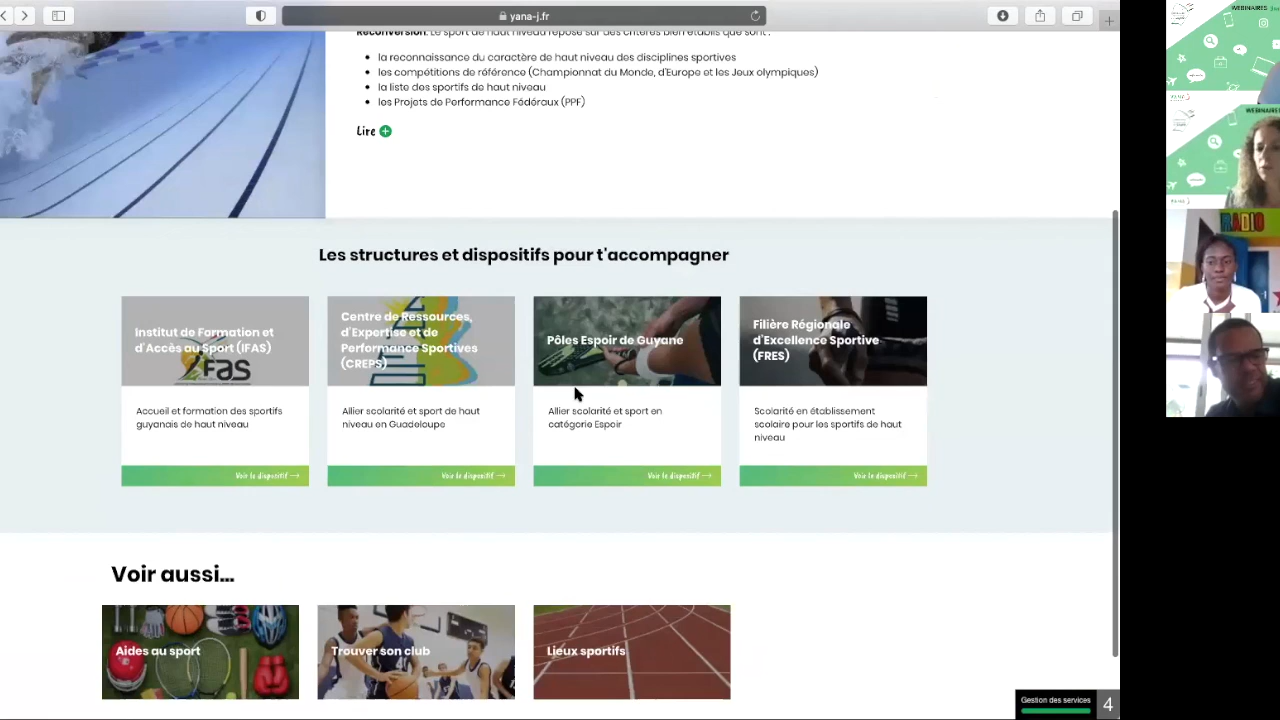 yana-j.fr
Reconversion. Le sport de haut niveau repose sur des critères bien établis que sont :
la reconnaissance du caractère de haut niveau des disciplines sportives
les compétitions de référence (Championnat du Monde, d'Europe et les Jeux olympiques)
la liste des sportifs de haut niveau
les Projets de Performance Fédéraux (PPF)
Lire
Les structures et dispositifs pour t'accompagner
Institut de Formation et
d'Accès au Sport (IFAS)
Accueil et formation des sportifs
guyanais de haut niveau
Voir le dispositif →
Centre de Ressources,
d'Expertise et de
Performance Sportives
(CREPS)
Allier scolarité et sport de haut
niveau en Guadeloupe
Voir le dispositif →
Pôles Espoir de Guyane
Allier scolarité et sport en
catégorie Espoir
Voir le dispositif →
Filière Régionale
d'Excellence Sportive
(FRES)
Scolarité en établissement
scolaire pour les sportifs de haut
niveau
Voir le dispositif →
Voir aussi...
Aides au sport
Trouver son club
Lieux sportifs
Gestion des services
4
WEBINAIRES
RADIO